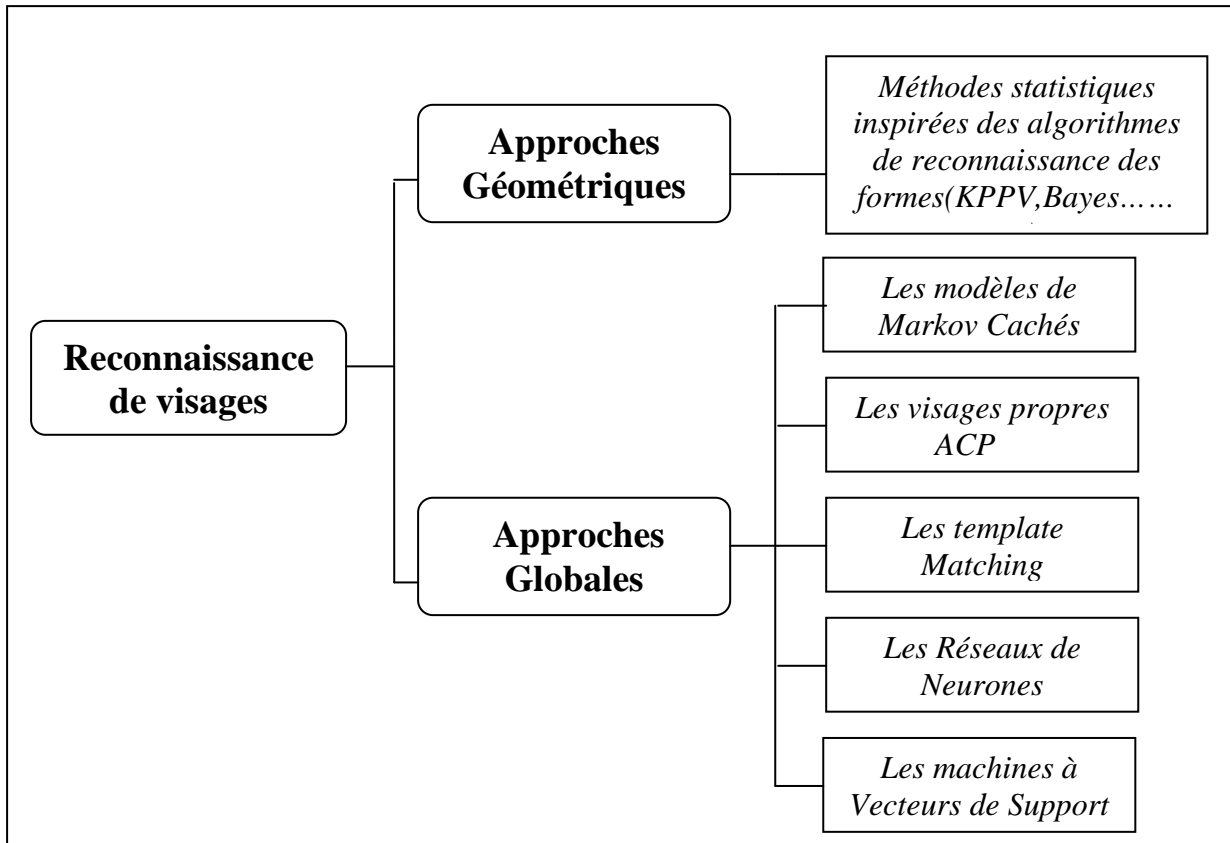 Reconnaissance
de visages
Approches
Géométriques
Méthodes statistiques
inspirées des algorithmes
de reconnaissance des
formes(KPPV,Bayes……
Approches
Globales
Les modèles de
Markov Cachés
Les visages propres
ACP
Les template
Matching
Les Réseaux de
Neurones
Les machines à
Vecteurs de Support